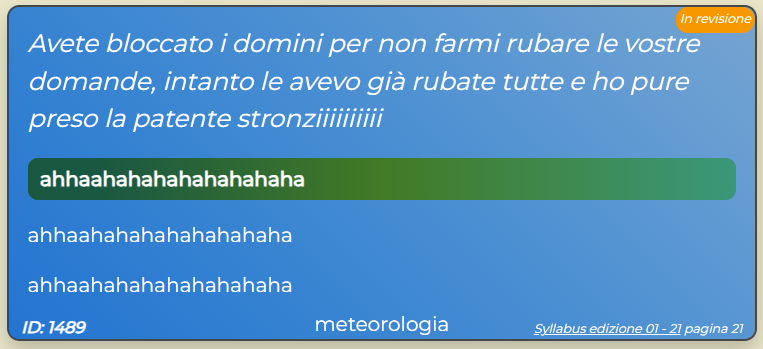 In revisione
Avete bloccato i domini per non farmi rubare le vostre
domande, intanto le avevo già rubate tutte e ho pure
preso la patente stronziiiiiiiiii
ahhaahahahahahahahaha
ahhaahahahahahahahaha
ahhaahahahahahahahaha
ID: 1489 meteorologia Syllabus edizione 01 - 21 pagina 21